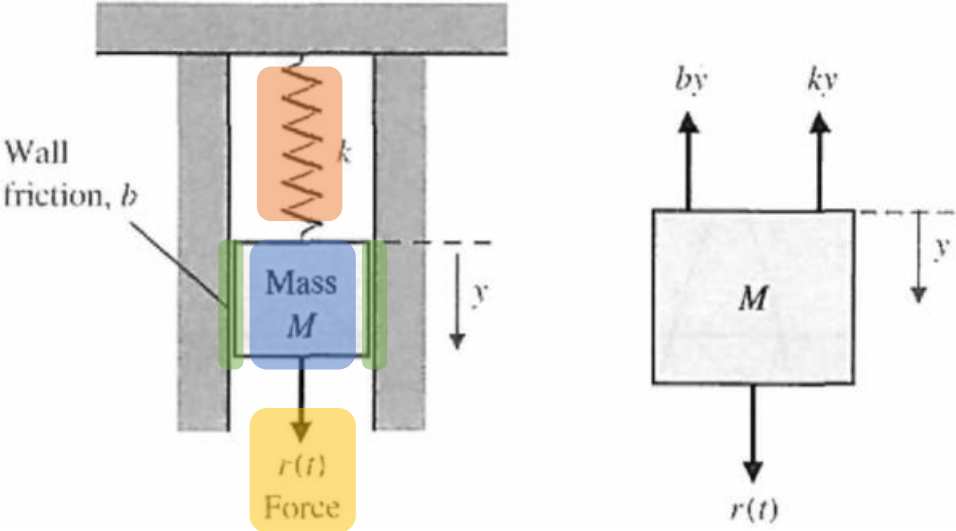 Wall
friction, b
k
Mass
M
y
r(t)
Force
by
ky
y
M
r(t)